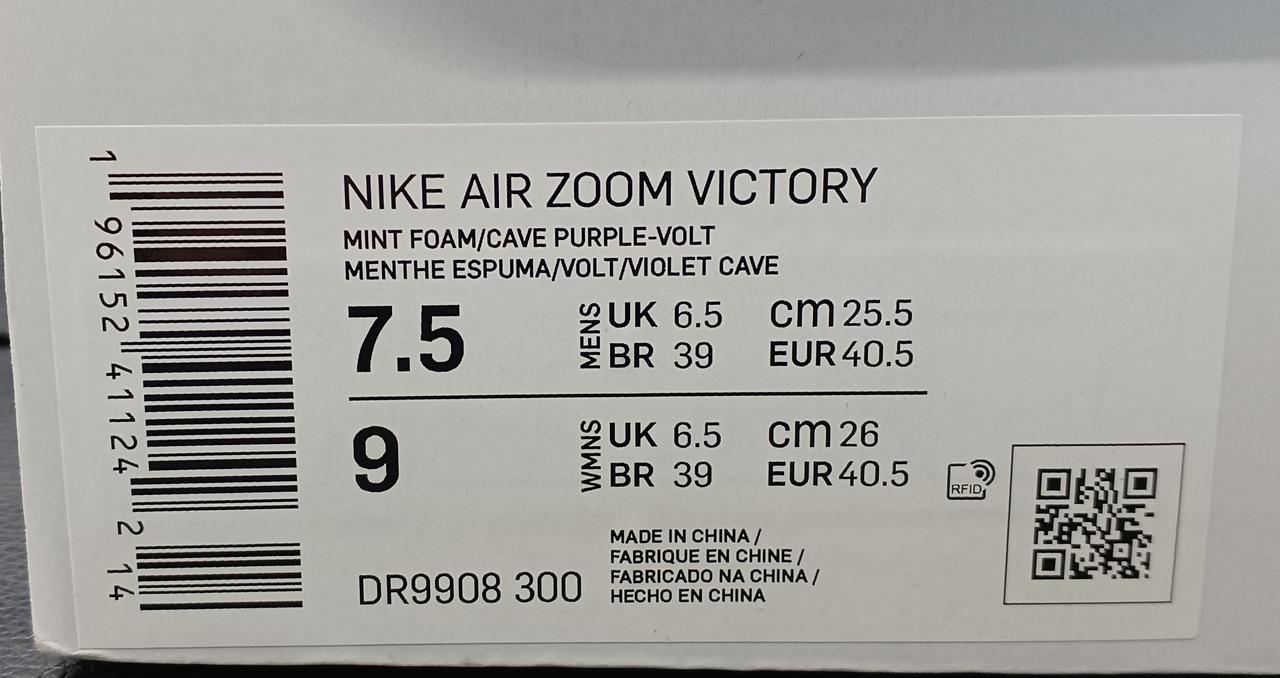 1 96152 41124 2 14
NIKE AIR ZOOM VICTORY
MINT FOAM/CAVE PURPLE-VOLT
MENTHE ESPUMA/VOLT/VIOLET CAVE
7.5 MENS UK 6.5 cm 25.5
BR 39 EUR 40.5
9 WMNS UK 6.5 cm 26
BR 39 EUR 40.5
RFID
DR9908 300
MADE IN CHINA /
FABRIQUE EN CHINE /
FABRICADO NA CHINA /
HECHO EN CHINA